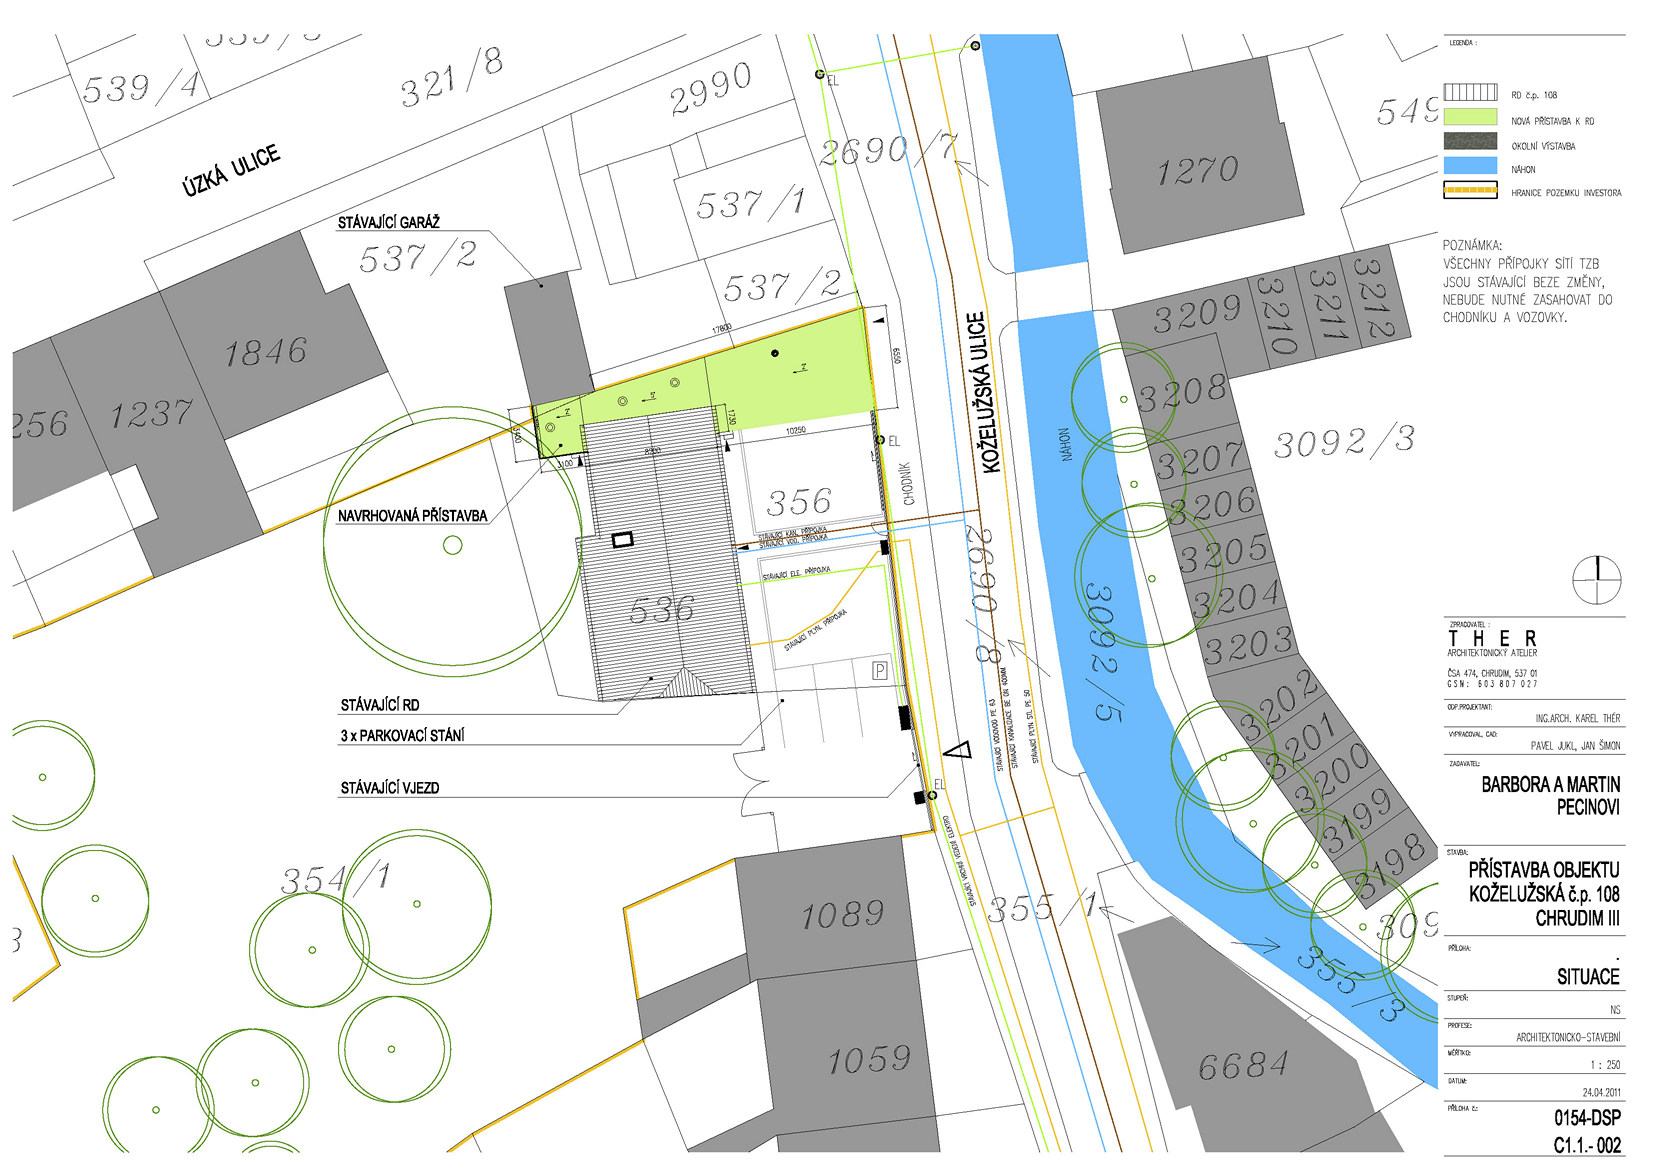 539/4
321/8
2990
ÚZKÁ ULICE
EL
2690/7
537/1
STÁVAJÍCÍ GARÁŽ
537/2
537/2
1846
1237
256
17800
6550
1730
3100
3100
8300
10250
EL
CHODNÍK
KOŽELUŽSKÁ ULICE
NÁHON
NAVRHOVANÁ PŘÍSTAVBA
356
STÁVAJÍCÍ KAN. PŘÍPOJKA
STÁVAJÍCÍ VOD. PŘÍPOJKA
STÁVAJÍCÍ ELE. PŘÍPOJKA
STÁVAJÍCÍ PLYN. PŘÍPOJKA
536
P
STÁVAJÍCÍ RD
3 x PARKOVACÍ STÁNÍ
STÁVAJÍCÍ VJEZD
EL
2690/8
STÁVAJÍCÍ VODOVOD PE 63
STÁVAJÍCÍ KANALIZACE BE DR 400MM
STÁVAJÍCÍ PLYN. STL PE 50
STÁVAJÍCÍ VRCHNÍ VEDENÍ ELEKTRO
354/1
1089
1059
355/1
355/3
6684
1270
549
3209
3210
3211
3212
3208
3207
3206
3205
3204
3203
3202
3201
3200
3199
3198
3092/3
3092/5
309
LEGENDA :
RD č.p. 108
NOVÁ PŘÍSTAVBA K RD
OKOLNÍ VÝSTAVBA
NÁHON
HRANICE POZEMKU INVESTORA
POZNÁMKA:
VŠECHNY PŘÍPOJKY SÍTÍ TZB
JSOU STÁVAJÍCÍ BEZE ZMĚNY,
NEBUDE NUTNÉ ZASAHOVAT DO
CHODNÍKU A VOZOVKY.
ZPRACOVATEL :
THER
ARCHITEKTONICKÝ ATELIER
ČSA 474, CHRUDIM, 537 01
GSM: 603 807 027
ODP.PROJEKTANT:
ING.ARCH. KAREL THÉR
VYPRACOVAL, CAD:
PAVEL JUKL, JAN ŠIMON
ZADAVATEL:
BARBORA A MARTIN
PECINOVI
STAVBA:
PŘÍSTAVBA OBJEKTU
KOŽELUŽSKÁ č.p. 108
CHRUDIM III
PŘÍLOHA:
SITUACE
STUPEŇ:
NS
PROFESE:
ARCHITEKTONICKO-STAVEBNÍ
MĚŘÍTKO:
1 : 250
DATUM:
24.04.2011
PŘÍLOHA č.:
0154-DSP
C1.1.- 002